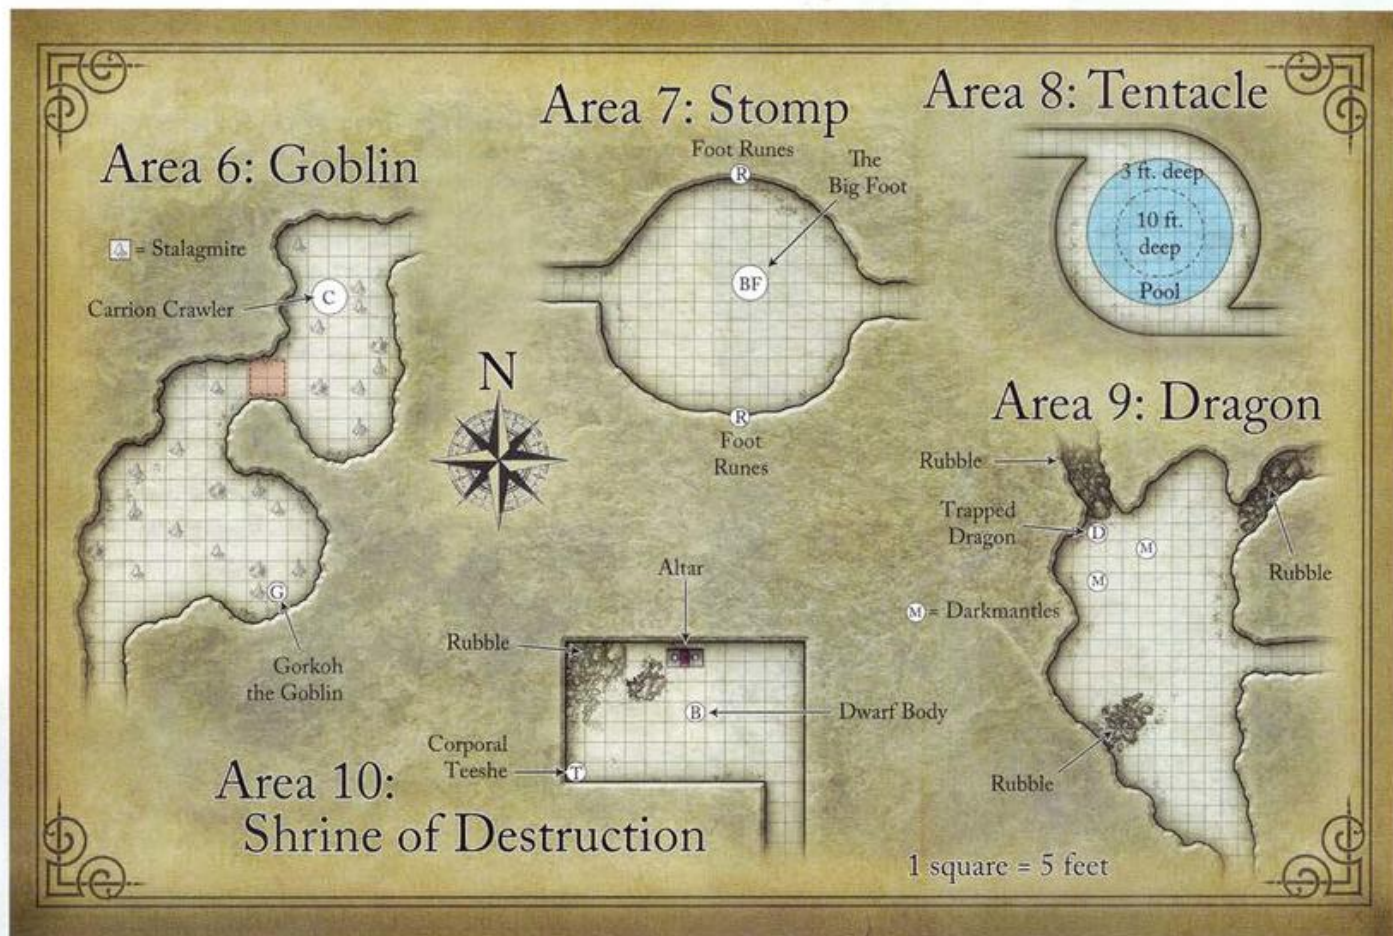 Area 6: Goblin
= Stalagmite
Carrion Crawler
C
G
Gorkoh
the Goblin
Area 7: Stomp
Foot Runes
R
The
Big Foot
BF
R
Foot
Runes
Area 8: Tentacle
3 ft. deep
10 ft.
deep
Pool
N
Area 9: Dragon
Rubble
Trapped
Dragon
D
M
M
Rubble
M = Darkmantles
Rubble
Altar
Rubble
B
Dwarf Body
Corporal
Teeshe
T
Area 10:
Shrine of Destruction
1 square = 5 feet